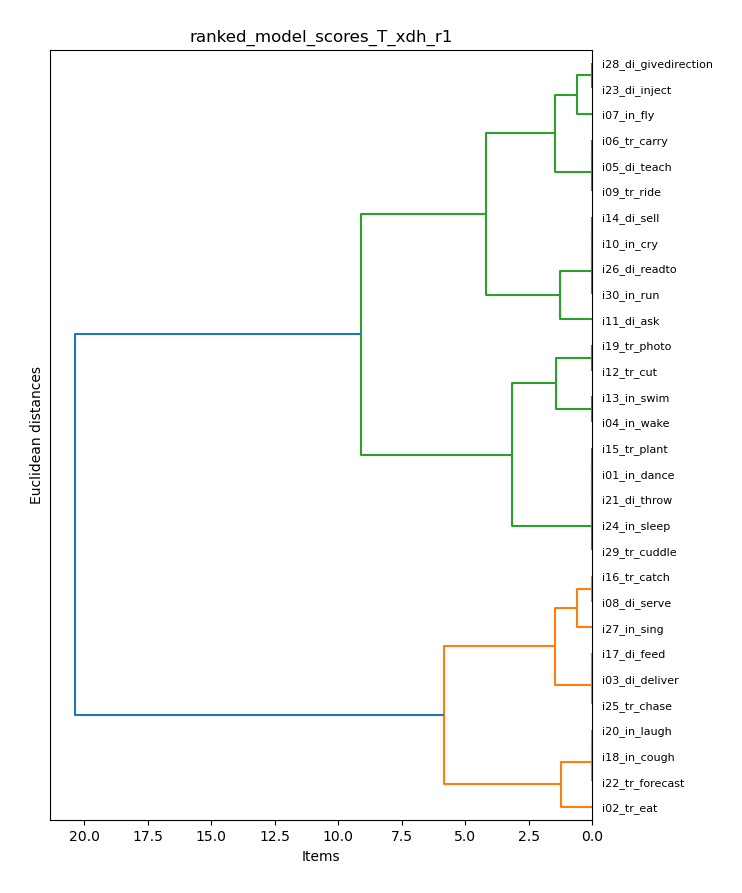 ranked_model_scores_T_xdh_r1
i28_di_givedirection
i23_di_inject
i07_in_fly
i06_tr_carry
i05_di_teach
i09_tr_ride
i14_di_sell
i10_in_cry
i26_di_readto
i30_in_run
i11_di_ask
i19_tr_photo
i12_tr_cut
i13_in_swim
i04_in_wake
i15_tr_plant
i01_in_dance
i21_di_throw
i24_in_sleep
i29_tr_cuddle
i16_tr_catch
i08_di_serve
i27_in_sing
i17_di_feed
i03_di_deliver
i25_tr_chase
i20_in_laugh
i18_in_cough
i22_tr_forecast
i02_tr_eat
Euclidean distances
20.0 17.5 15.0 12.5 10.0 7.5 5.0 2.5 0.0
Items